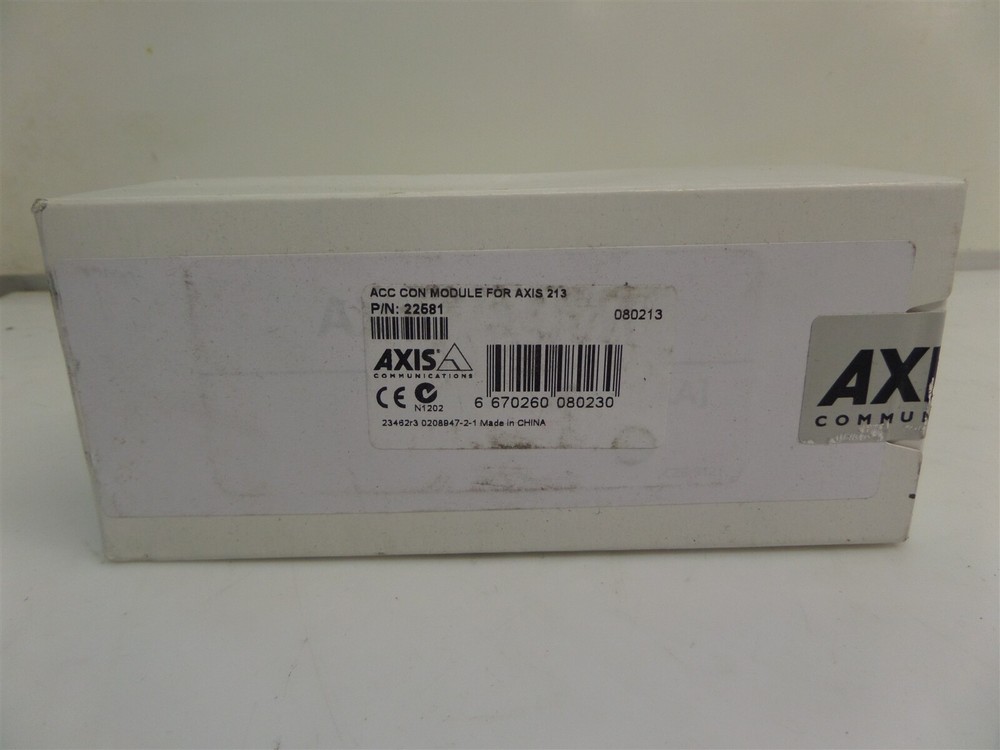 ACC CON MODULE FOR AXIS 213
P/N: 22581
080213
AXIS
COMMUNICATIONS
CE
N1202
6 670260 080230
23462r3 0208947-2-1 Made in CHINA
AXI
COMMUN